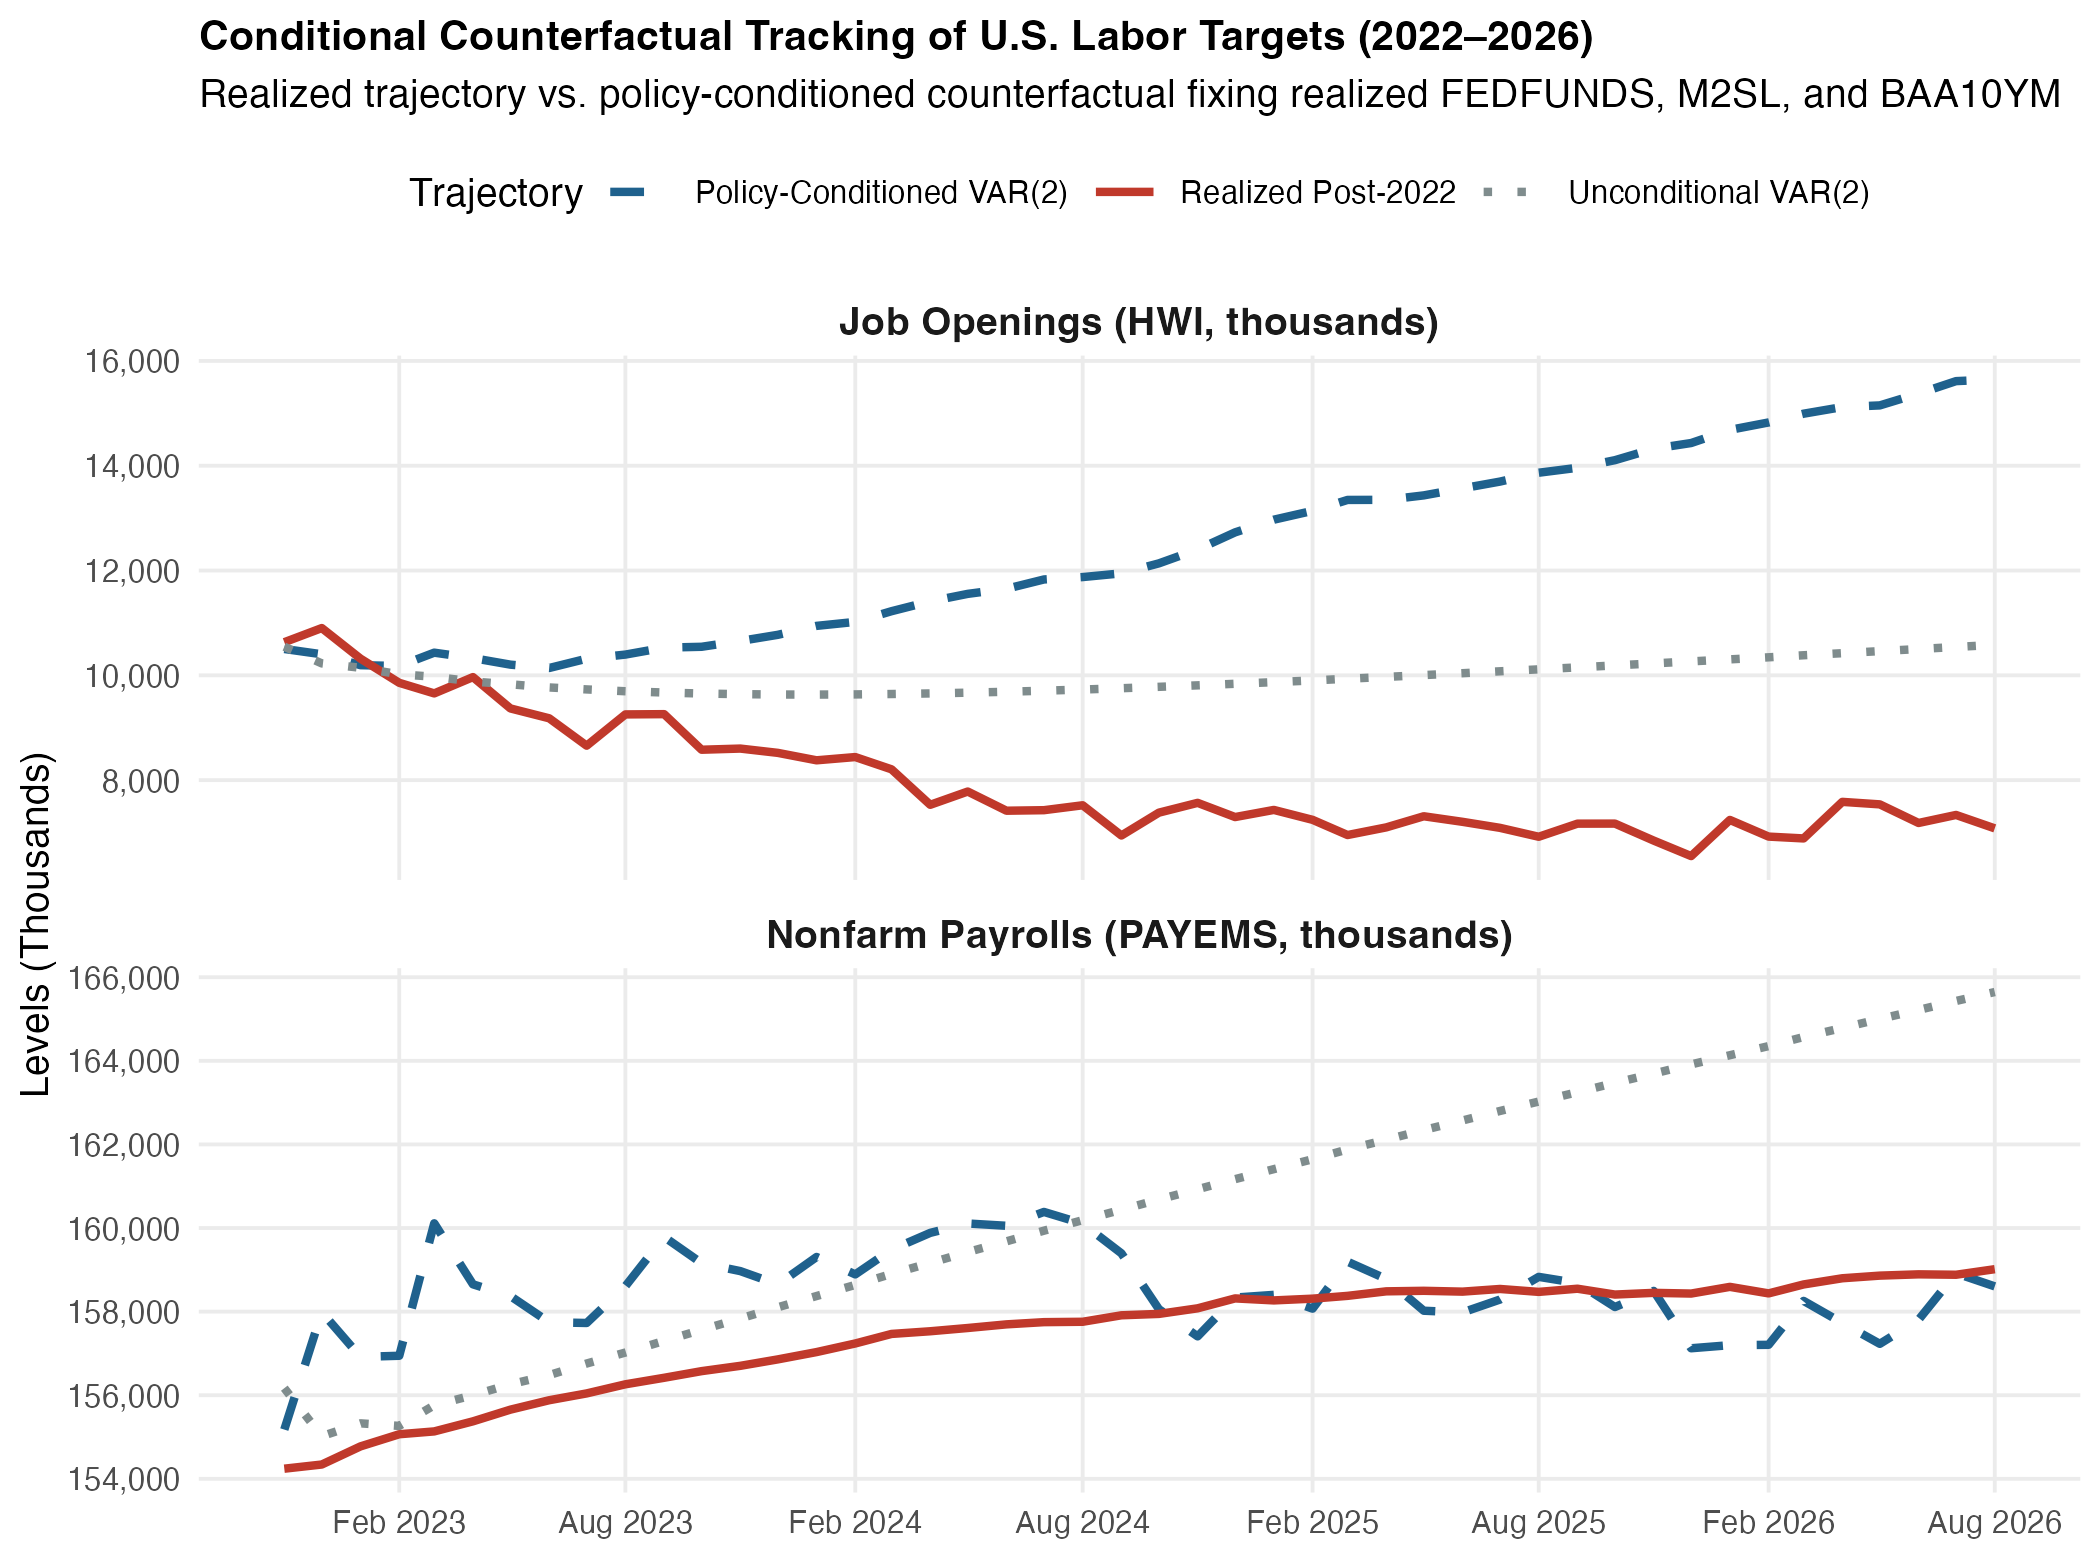 Conditional Counterfactual Tracking of U.S. Labor Targets (2022–2026)
Realized trajectory vs. policy-conditioned counterfactual fixing realized FEDFUNDS, M2SL, and BAA10YM
Trajectory Policy-Conditioned VAR(2) Realized Post-2022 Unconditional VAR(2)
Job Openings (HWI, thousands)
16,000
14,000
12,000
10,000
8,000
Levels (Thousands)
Nonfarm Payrolls (PAYEMS, thousands)
166,000
164,000
162,000
160,000
158,000
156,000
154,000
Feb 2023 Aug 2023 Feb 2024 Aug 2024 Feb 2025 Aug 2025 Feb 2026 Aug 2026